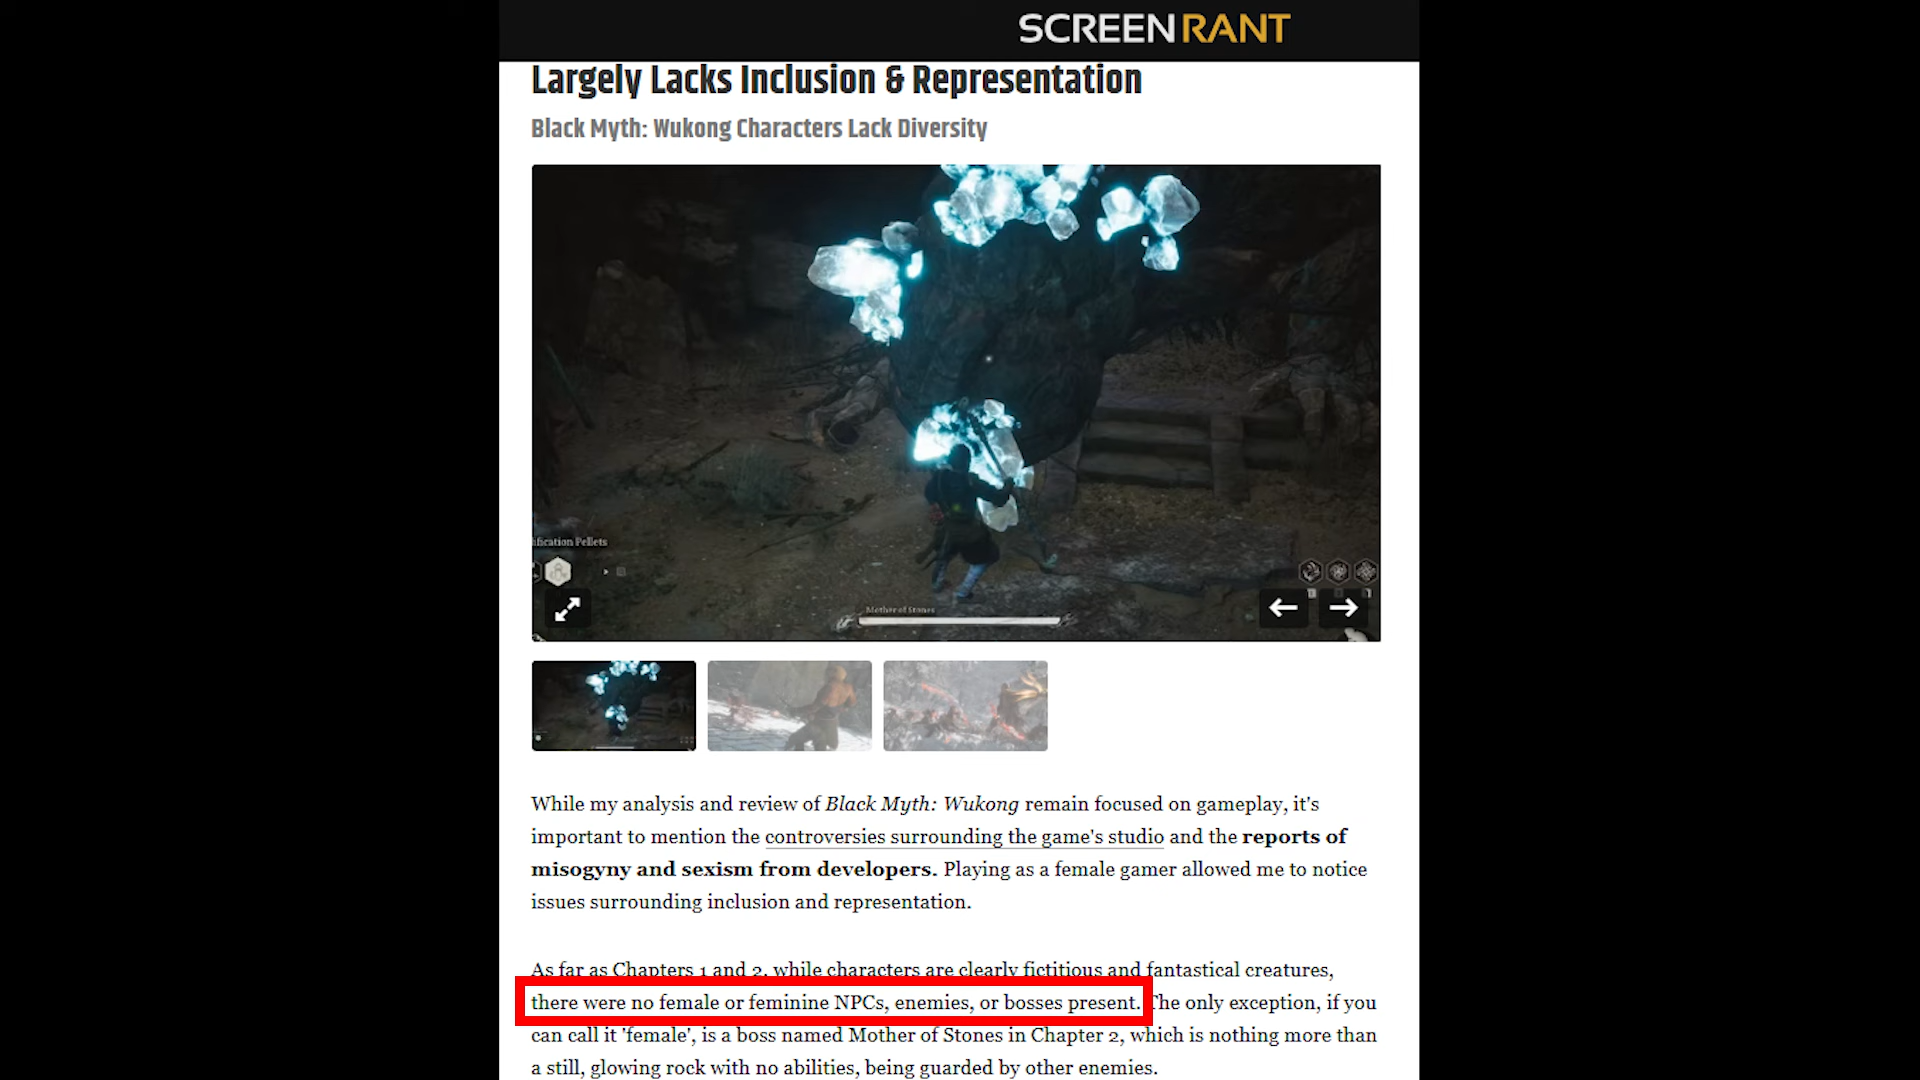 SCREENRANT
Largely Lacks Inclusion & Representation
Black Myth: Wukong Characters Lack Diversity
ification Pellets
Mother of Stones
While my analysis and review of Black Myth: Wukong remain focused on gameplay, it's
important to mention the controversies surrounding the game's studio and the reports of
misogyny and sexism from developers. Playing as a female gamer allowed me to notice
issues surrounding inclusion and representation.
As far as Chapters 1 and 2, while characters are clearly fictitious and fantastical creatures,
there were no female or feminine NPCs, enemies, or bosses present. The only exception, if you
can call it 'female', is a boss named Mother of Stones in Chapter 2, which is nothing more than
a still, glowing rock with no abilities, being guarded by other enemies.